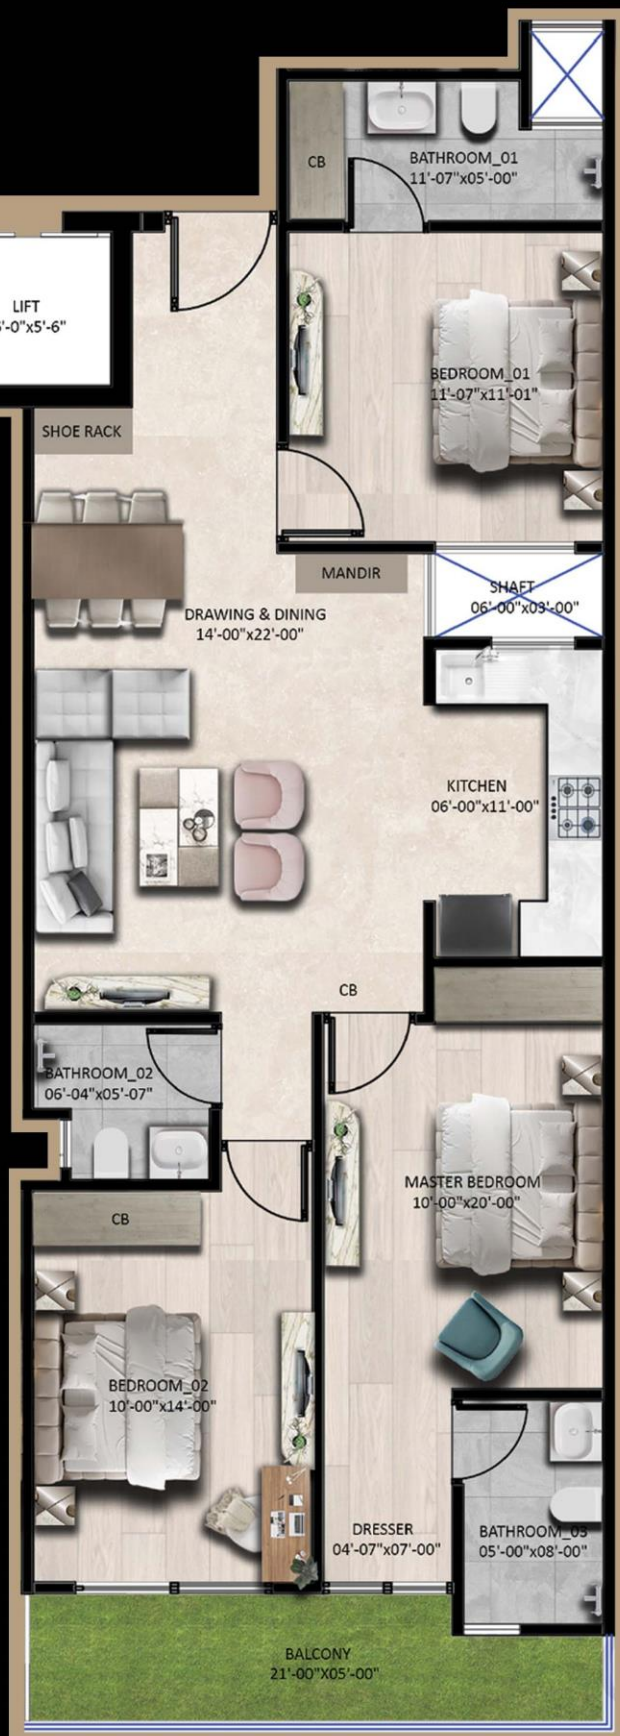 CB
BATHROOM_01
11'-07"x05'-00"
LIFT
'-0"x5'-6"
BEDROOM_01
11'-07"x11'-01"
SHOE RACK
MANDIR
SHAFT
06'-00"x03'-00"
DRAWING & DINING
14'-00"x22'-00"
KITCHEN
06'-00"x11'-00"
CB
BATHROOM_02
06'-04"x05'-07"
MASTER BEDROOM
10'-00"x20'-00"
CB
BEDROOM_02
10'-00"x14'-00"
DRESSER
04'-07"x07'-00"
BATHROOM_03
05'-00"x08'-00"
BALCONY
21'-00"X05'-00"